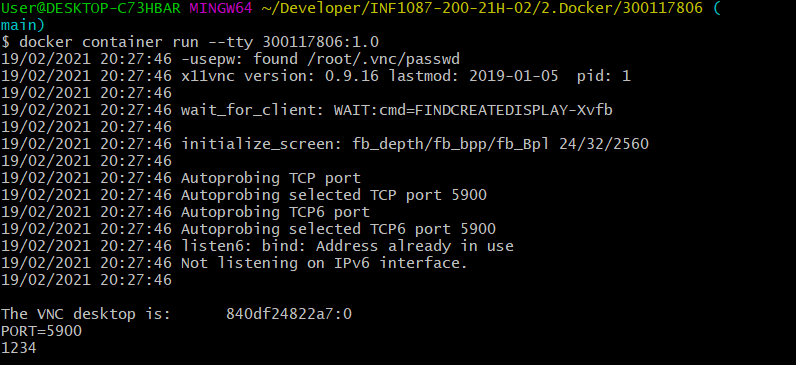 User@DESKTOP-C73HBAR MINGW64 ~/Developer/INF1087-200-21H-02/2.Docker/300117806 (
main)
$ docker container run --tty 300117806:1.0
19/02/2021 20:27:46 -usepw: found /root/.vnc/passwd
19/02/2021 20:27:46 x11vnc version: 0.9.16 lastmod: 2019-01-05  pid: 1
19/02/2021 20:27:46
19/02/2021 20:27:46 wait_for_client: WAIT:cmd=FINDCREATEDISPLAY-Xvfb
19/02/2021 20:27:46
19/02/2021 20:27:46 initialize_screen: fb_depth/fb_bpp/fb_Bpl 24/32/2560
19/02/2021 20:27:46
19/02/2021 20:27:46 Autoprobing TCP port
19/02/2021 20:27:46 Autoprobing selected TCP port 5900
19/02/2021 20:27:46 Autoprobing TCP6 port
19/02/2021 20:27:46 Autoprobing selected TCP6 port 5900
19/02/2021 20:27:46 listen6: bind: Address already in use
19/02/2021 20:27:46 Not listening on IPv6 interface.
19/02/2021 20:27:46
The VNC desktop is:      840df24822a7:0
PORT=5900
1234